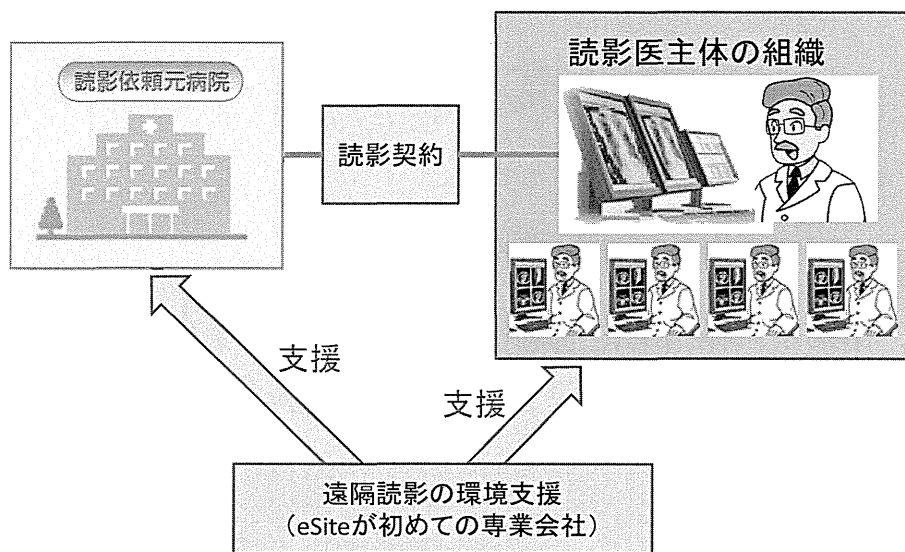 読影依頼元病院
読影契約
読影医主体の組織
支援
支援
遠隔読影の環境支援
（eSiteが初めての専業会社）